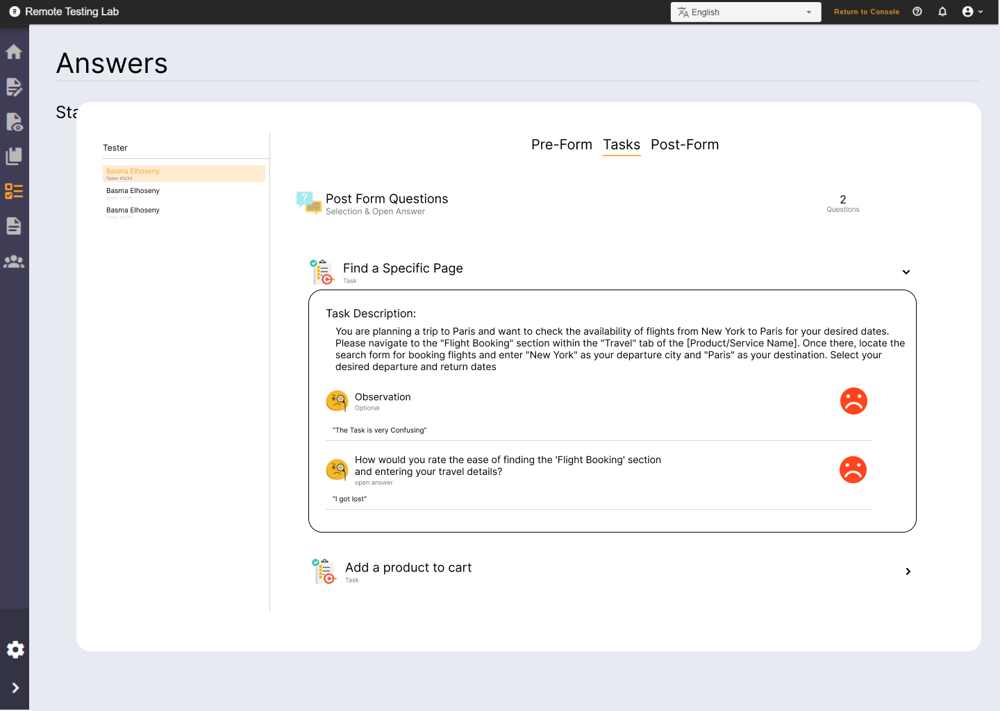 R Remote Testing Lab
English
Return to Console
Answers
Sta
Tester
Basma Elhoseny
Tester #1234
Basma Elhoseny
Tester #1234
Basma Elhoseny
Tester #1234
Pre-Form Tasks Post-Form
Post Form Questions
Selection & Open Answer
2
Questions
Find a Specific Page
Task
Task Description:
You are planning a trip to Paris and want to check the availability of flights from New York to Paris for your desired dates.
Please navigate to the "Flight Booking" section within the "Travel" tab of the [Product/Service Name]. Once there, locate the
search form for booking flights and enter "New York" as your departure city and "Paris" as your destination. Select your
desired departure and return dates
Observation
Optional
“The Task is very Confusing”
How would you rate the ease of finding the 'Flight Booking' section
and entering your travel details?
open answer
“I got lost”
Add a product to cart
Task